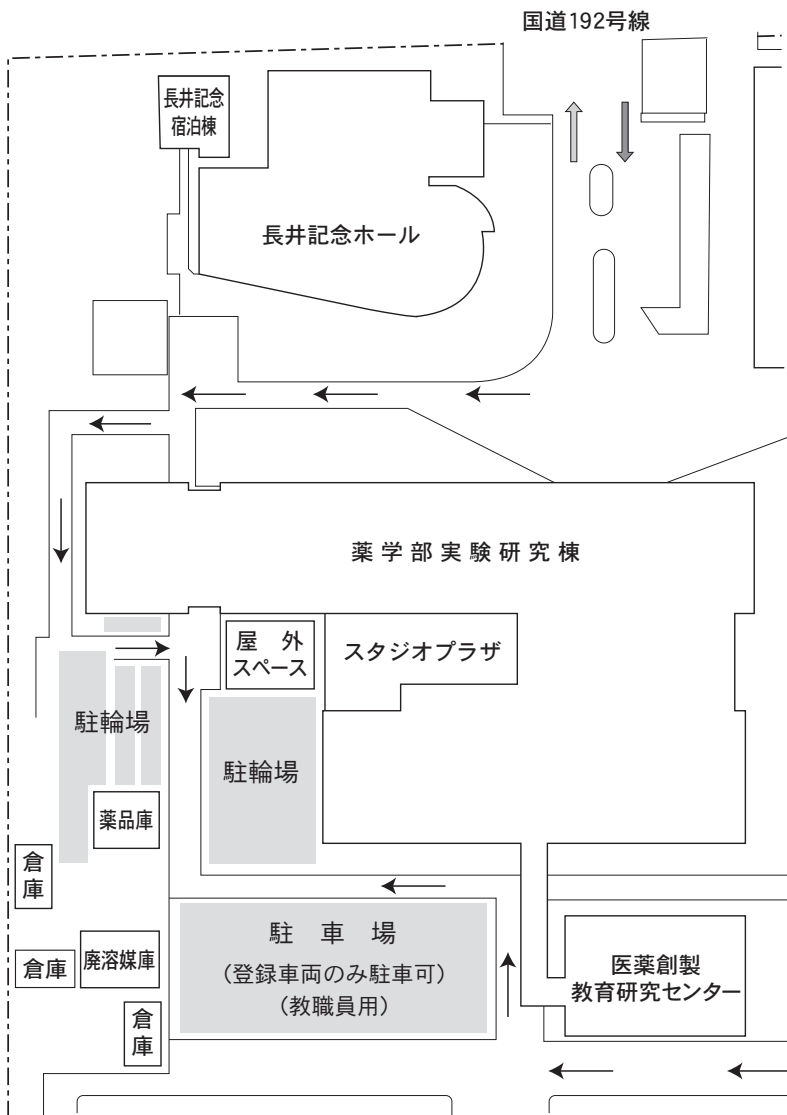 国道192号線
長井記念
宿泊棟
長井記念ホール
薬学部実験研究棟
屋　外
スペース
スタジオプラザ
駐輪場
駐輪場
薬品庫
倉
庫
駐　車　場
(登録車両のみ駐車可)
(教職員用)
倉庫
廃溶媒庫
医薬創製
教育研究センター
倉
庫